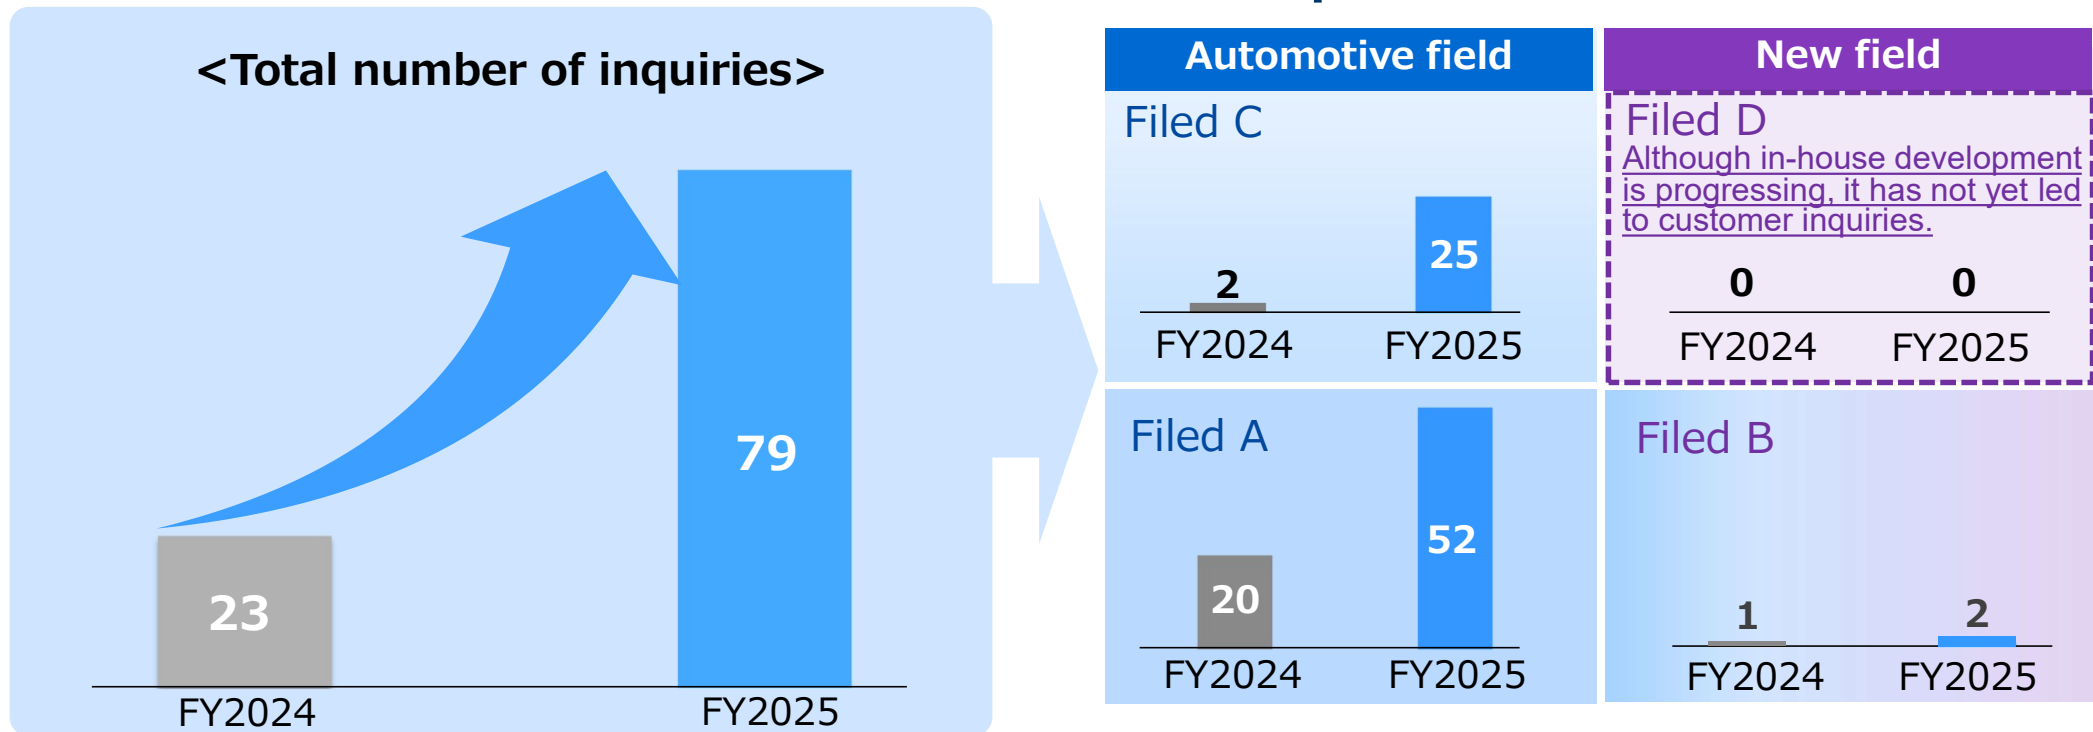 <Total number of inquiries>
23
79
FY2024
FY2025
Automotive field
Filed C
2
25
FY2024
FY2025
Filed A
20
52
FY2024
FY2025
New field
Filed D
Although in-house development
is progressing, it has not yet led
to customer inquiries.
0
0
FY2024
FY2025
Filed B
1
2
FY2024
FY2025